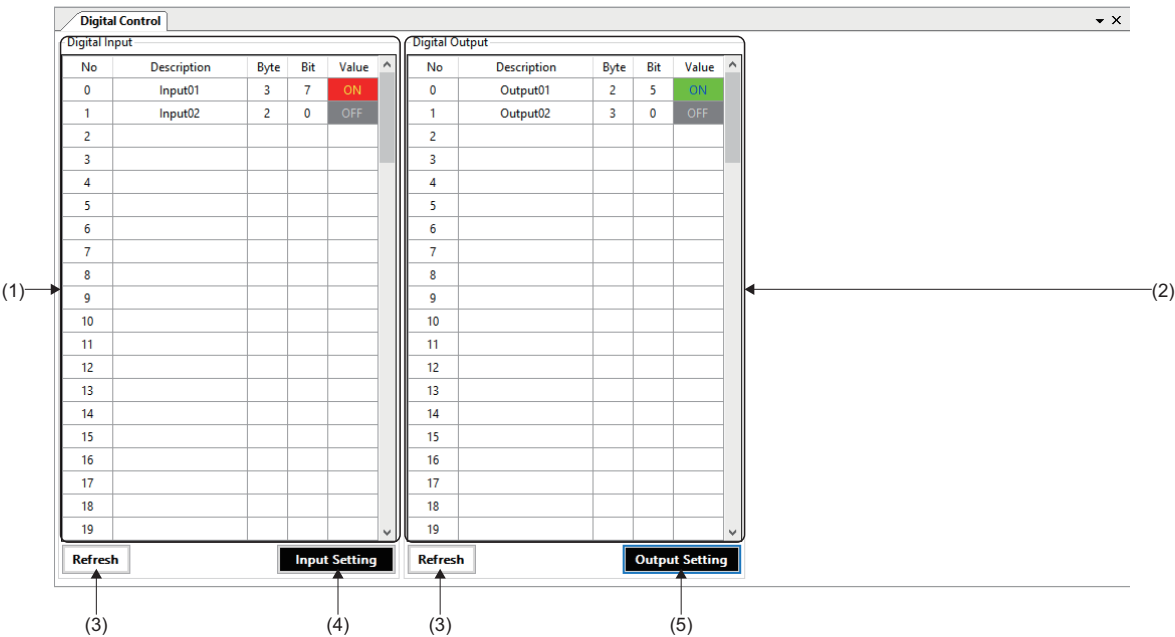 Digital Control
Digital Input
Digital Output
No Description Byte Bit Value No Description Byte Bit Value
0 Input01 3 7 ON 0 Output01 2 5 ON
1 Input02 2 0 OFF 1 Output02 3 0 OFF
2 2
3 3
4 4
5 5
6 6
7 7
8 8
(1) 9 9 (2)
10 10
11 11
12 12
13 13
14 14
15 15
16 16
17 17
18 18
19 19
Refresh Input Setting Refresh Output Setting
(3) (4) (3) (5)